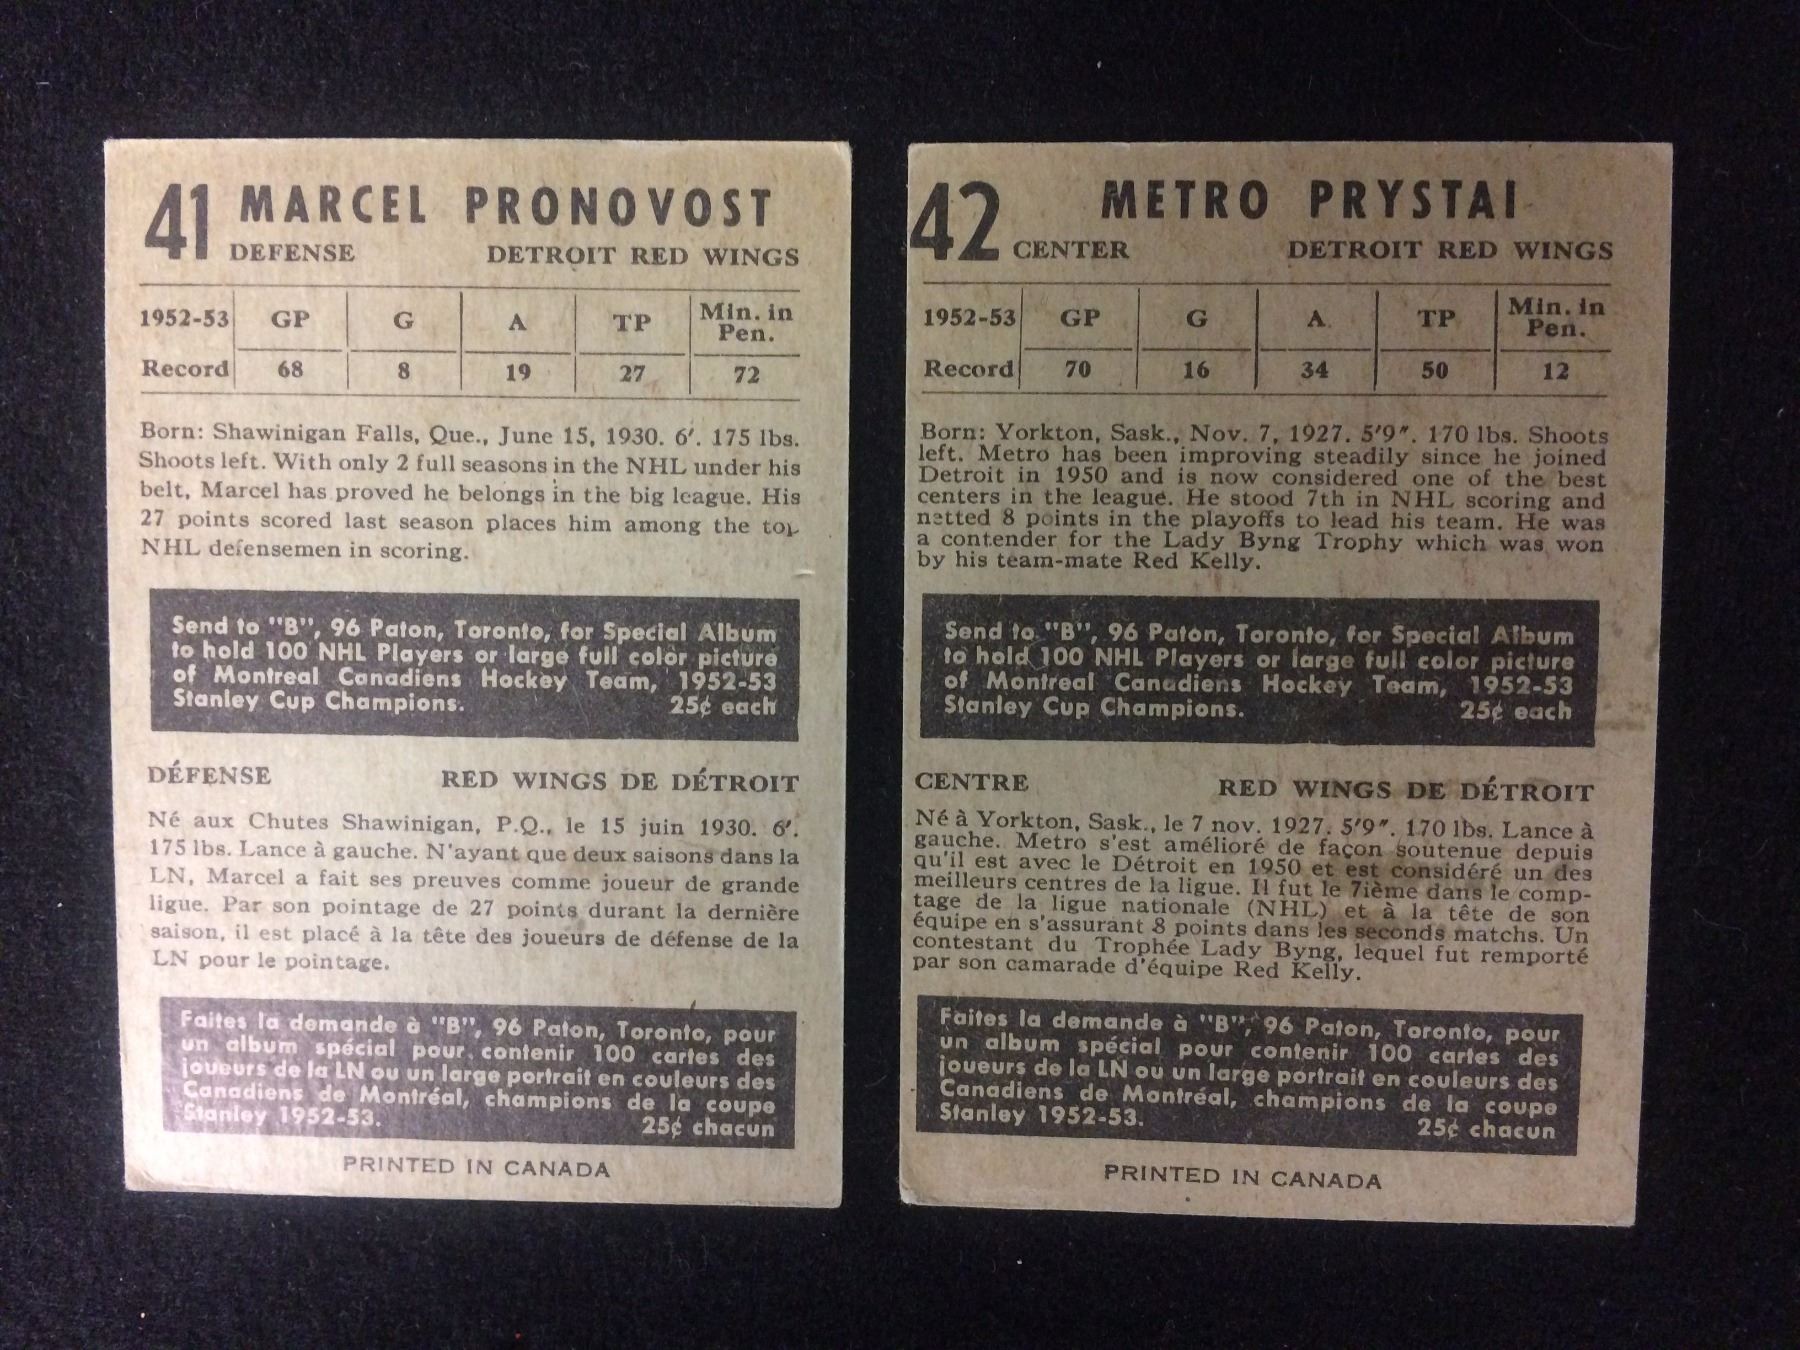 41 MARCEL PRONOVOST
DEFENSE DETROIT RED WINGS
1952-53 GP G A TP Min. in Pen.
Record 68 8 19 27 72
Born: Shawinigan Falls, Que., June 15, 1930. 6′. 175 lbs.
Shoots left. With only 2 full seasons in the NHL under his
belt, Marcel has proved he belongs in the big league. His
27 points scored last season places him among the top
NHL defensemen in scoring.
Send to "B", 96 Paton, Toronto, for Special Album
to hold 100 NHL Players or large full color picture
of Montreal Canadiens Hockey Team, 1952-53
Stanley Cup Champions. 25¢ each
DÉFENSE RED WINGS DE DÉTROIT
Né aux Chutes Shawinigan, P.Q., le 15 juin 1930. 6′.
175 lbs. Lance à gauche. N'ayant que deux saisons dans la
LN, Marcel a fait ses preuves comme joueur de grande
ligue. Par son pointage de 27 points durant la dernière
saison, il est placé à la tête des joueurs de défense de la
LN pour le pointage.
Faites la demande à "B", 96 Paton, Toronto, pour
un album spécial pour contenir 100 cartes des
joueurs de la LN ou un large portrait en couleurs des
Canadiens de Montréal, champions de la coupe
Stanley 1952-53. 25¢ chacun
PRINTED IN CANADA
42 METRO PRYSTAI
CENTER DETROIT RED WINGS
1952-53 GP G A TP Min. in Pen.
Record 70 16 34 50 12
Born: Yorkton, Sask., Nov. 7, 1927. 5′9″. 170 lbs. Shoots
left. Metro has been improving steadily since he joined
Detroit in 1950 and is now considered one of the best
centers in the league. He stood 7th in NHL scoring and
netted 8 points in the playoffs to lead his team. He was
a contender for the Lady Byng Trophy which was won
by his team-mate Red Kelly.
Send to "B", 96 Paton, Toronto, for Special Album
to hold 100 NHL Players or large full color picture
of Montreal Canadiens Hockey Team, 1952-53
Stanley Cup Champions. 25¢ each
CENTRE RED WINGS DE DÉTROIT
Né à Yorkton, Sask., le 7 nov. 1927. 5′9″. 170 lbs. Lance à
gauche. Metro s'est amélioré de façon soutenue depuis
qu'il est avec le Détroit en 1950 et est considéré un des
meilleurs centres de la ligue. Il fut le 7ième dans le comp-
tage de la ligue nationale (NHL) et à la tête de son
équipe en s'assurant 8 points dans les seconds matchs. Un
contestant du Trophée Lady Byng, lequel fut remporté
par son camarade d'équipe Red Kelly.
Faites la demande à "B", 96 Paton, Toronto, pour
un album spécial pour contenir 100 cartes des
joueurs de la LN ou un large portrait en couleurs des
Canadiens de Montréal, champions de la coupe
Stanley 1952-53. 25¢ chacun
PRINTED IN CANADA